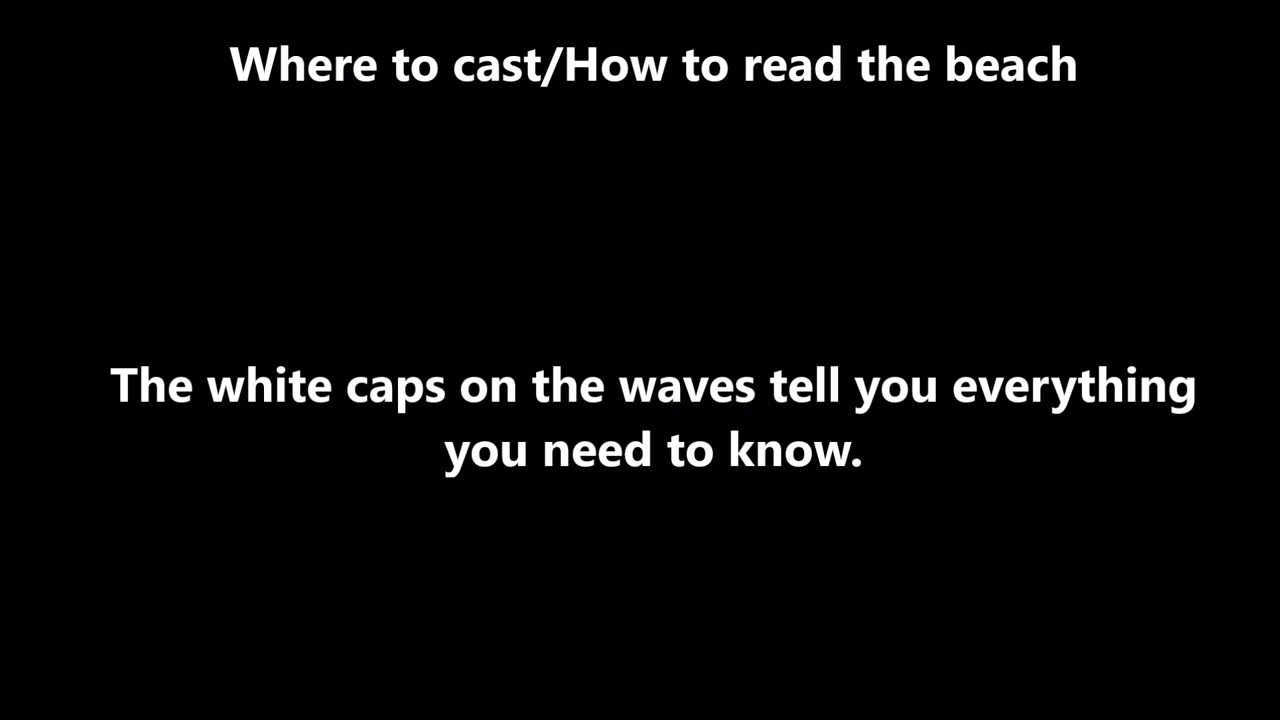 Where to cast/How to read the beach
The white caps on the waves tell you everything
you need to know.